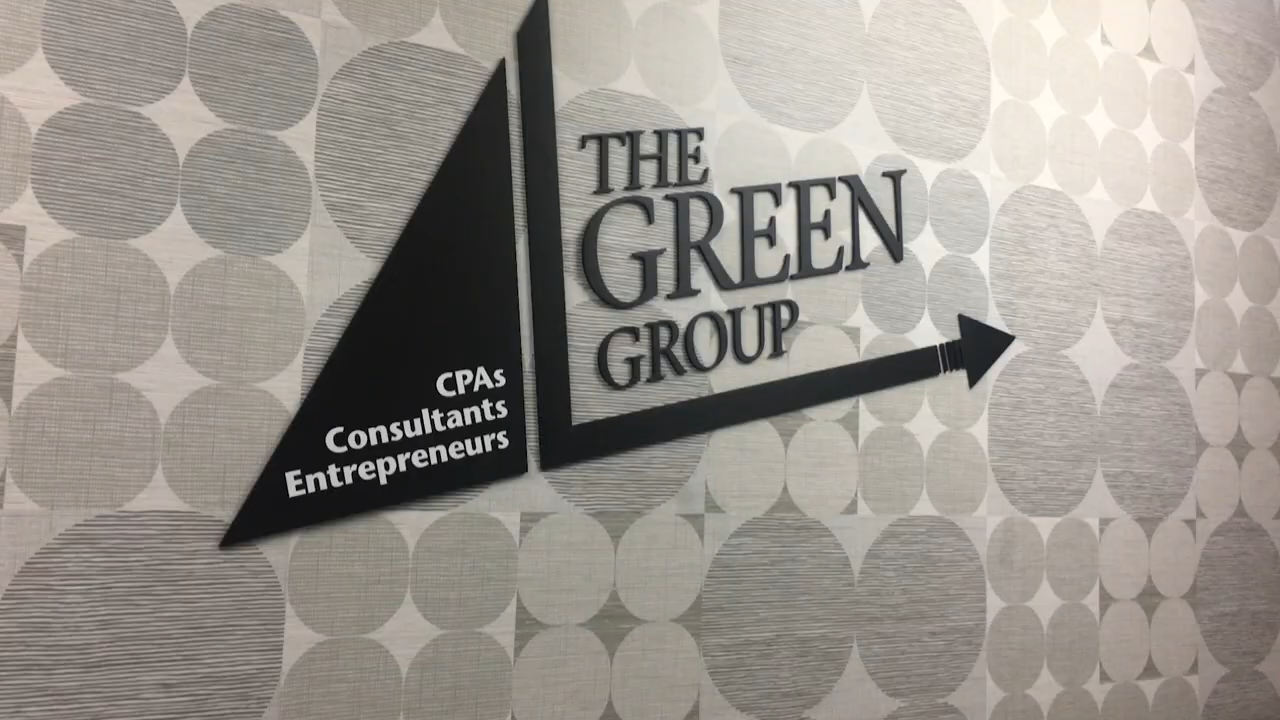 THE
GREEN
GROUP
CPAs
Consultants
Entrepreneurs